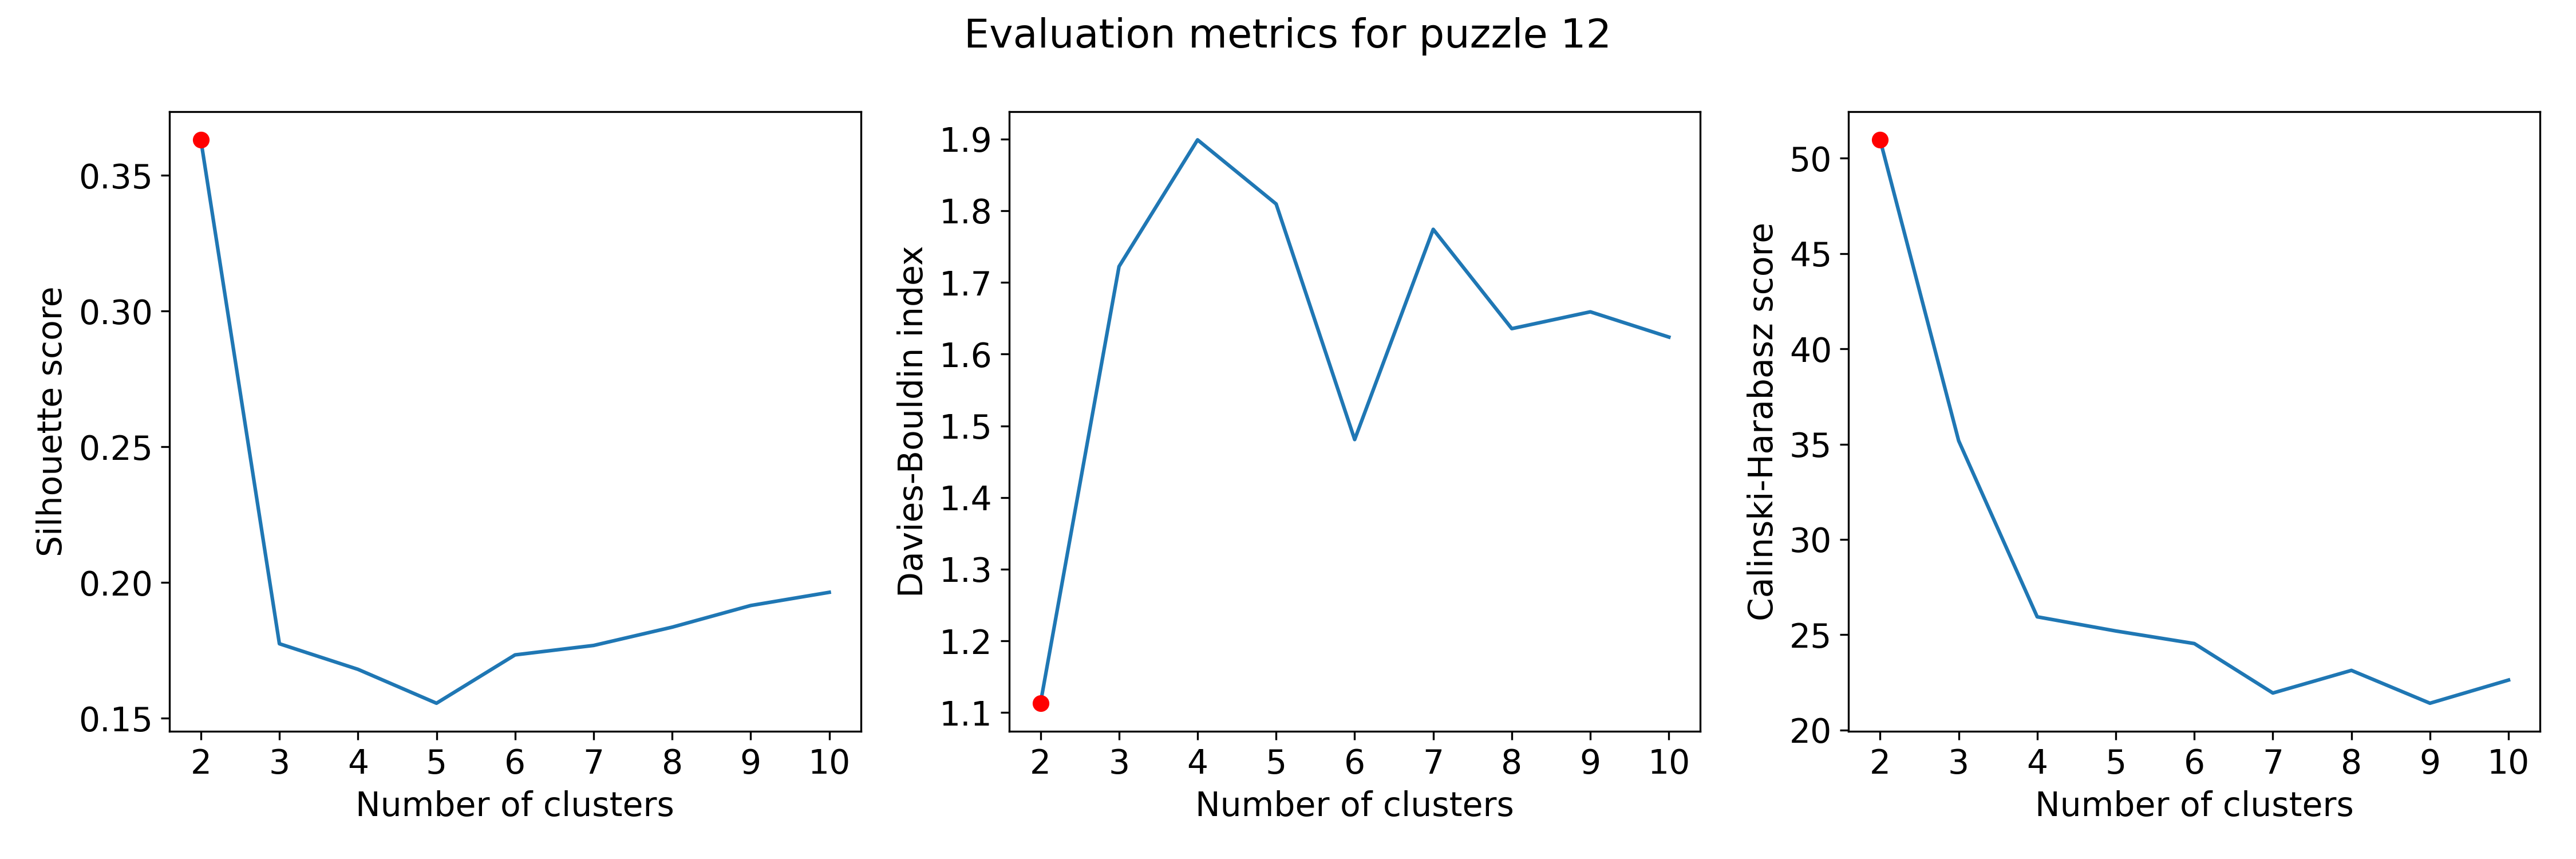 Evaluation metrics for puzzle 12
Silhouette score
0.35
0.30
0.25
0.20
0.15
2 3 4 5 6 7 8 9 10
Number of clusters
Davies-Bouldin index
1.9
1.8
1.7
1.6
1.5
1.4
1.3
1.2
1.1
2 3 4 5 6 7 8 9 10
Number of clusters
Calinski-Harabasz score
50
45
40
35
30
25
20
2 3 4 5 6 7 8 9 10
Number of clusters